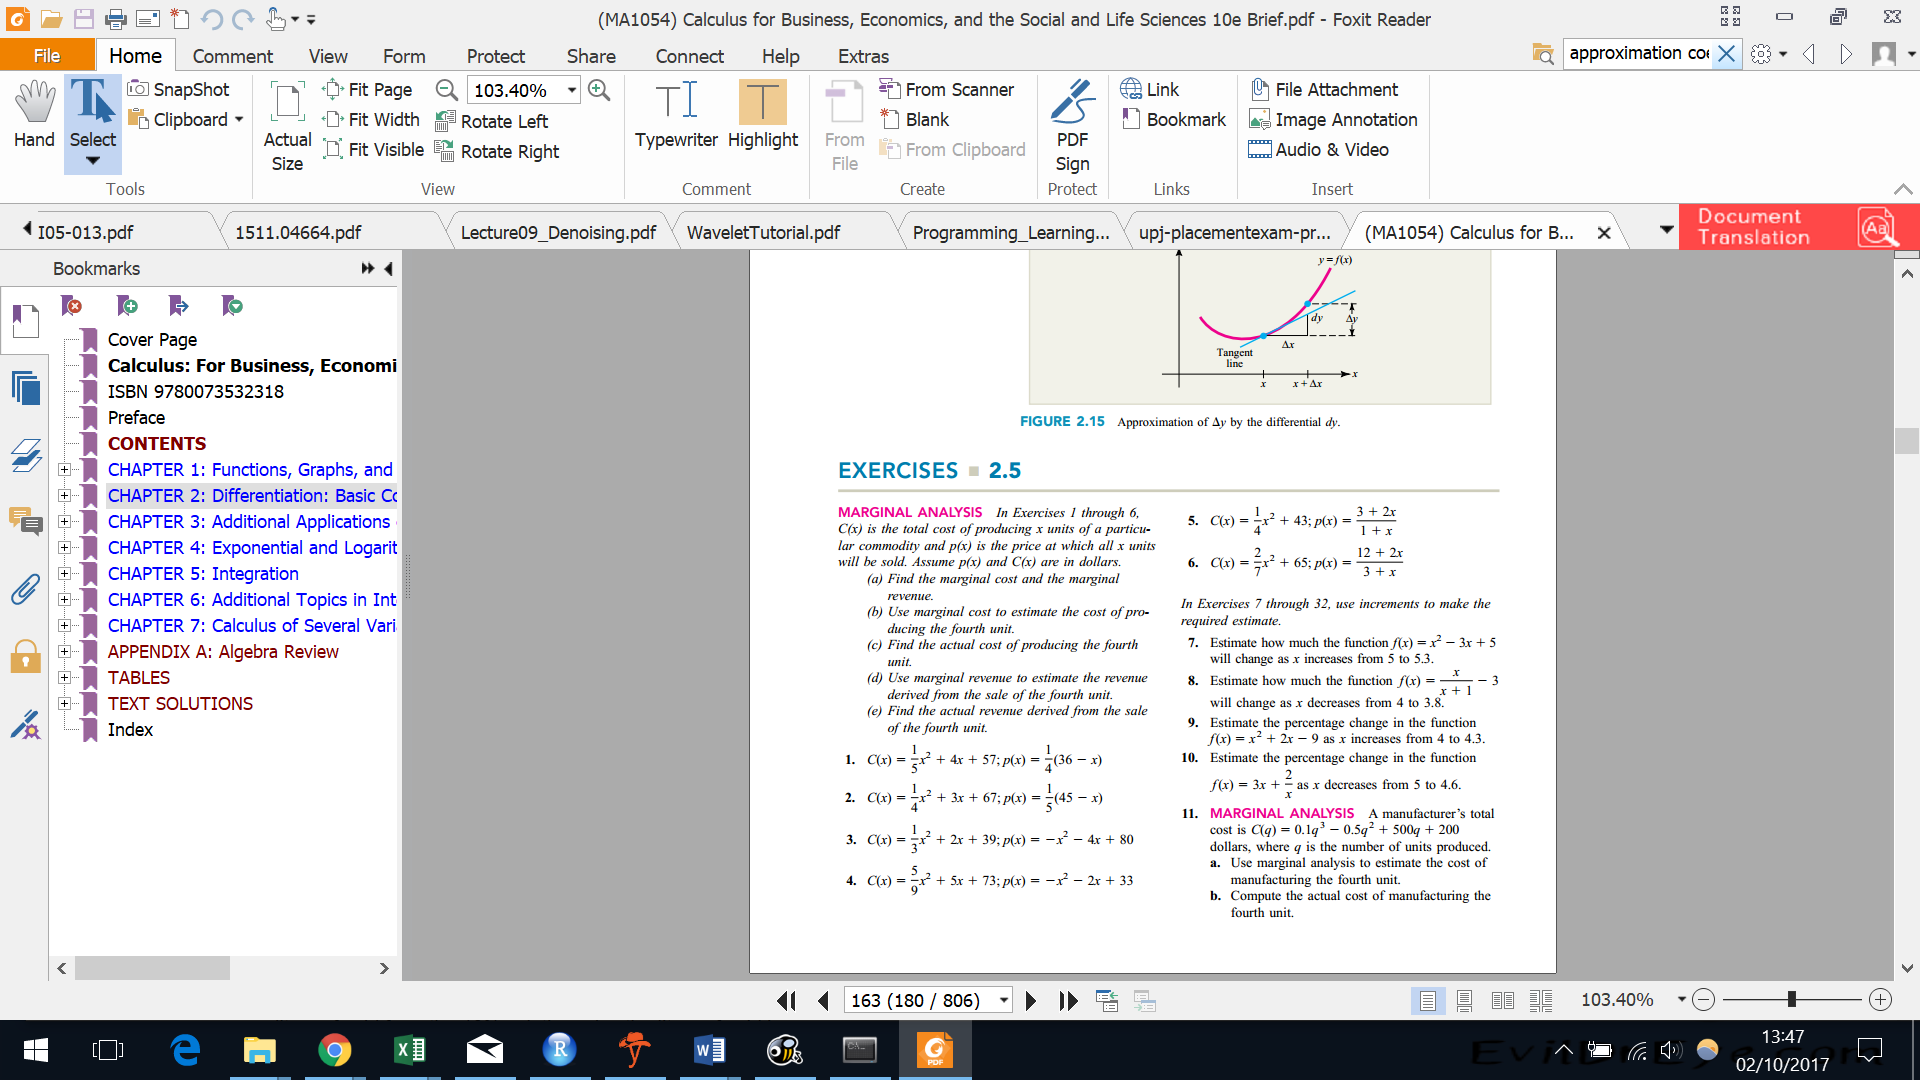 (MA1054) Calculus for Business, Economics, and the Social and Life Sciences 10e Brief.pdf - Foxit Reader
File Home Comment View Form Protect Share Connect Help Extras
approximation coe
Hand
Select
SnapShot
Clipboard
Tools
Actual Size
Fit Page
Fit Width
Fit Visible
103.40%
Rotate Left
Rotate Right
View
Typewriter
Highlight
Comment
From File
From Scanner
Blank
From Clipboard
Create
PDF Sign
Protect
Link
Bookmark
Links
File Attachment
Image Annotation
Audio & Video
Insert
I05-013.pdf
1511.04664.pdf
Lecture09_Denoising.pdf
WaveletTutorial.pdf
Programming_Learning...
upj-placementexam-pr...
(MA1054) Calculus for B...
Document Translation
Bookmarks
Cover Page
Calculus: For Business, Economi
ISBN 9780073532318
Preface
CONTENTS
CHAPTER 1: Functions, Graphs, and
CHAPTER 2: Differentiation: Basic Co
CHAPTER 3: Additional Applications
CHAPTER 4: Exponential and Logarit
CHAPTER 5: Integration
CHAPTER 6: Additional Topics in Int
CHAPTER 7: Calculus of Several Vari
APPENDIX A: Algebra Review
TABLES
TEXT SOLUTIONS
Index
y = f(x)
dy
Δy
Δx
Tangent
line
x
x
x + Δx
FIGURE 2.15 Approximation of Δy by the differential dy.
EXERCISES ■ 2.5
MARGINAL ANALYSIS In Exercises 1 through 6,
C(x) is the total cost of producing x units of a particu-
lar commodity and p(x) is the price at which all x units
will be sold. Assume p(x) and C(x) are in dollars.
(a) Find the marginal cost and the marginal
revenue.
(b) Use marginal cost to estimate the cost of pro-
ducing the fourth unit.
(c) Find the actual cost of producing the fourth
unit.
(d) Use marginal revenue to estimate the revenue
derived from the sale of the fourth unit.
(e) Find the actual revenue derived from the sale
of the fourth unit.
1. C(x) = 1/5 x² + 4x + 57; p(x) = 1/4 (36 − x)
2. C(x) = 1/4 x² + 3x + 67; p(x) = 1/5 (45 − x)
3. C(x) = 1/3 x² + 2x + 39; p(x) = −x² − 4x + 80
4. C(x) = 5/9 x² + 5x + 73; p(x) = −x² − 2x + 33
5. C(x) = 1/4 x² + 43; p(x) = (3 + 2x)/(1 + x)
6. C(x) = 2/7 x² + 65; p(x) = (12 + 2x)/(3 + x)
In Exercises 7 through 32, use increments to make the
required estimate.
7. Estimate how much the function f(x) = x² − 3x + 5
will change as x increases from 5 to 5.3.
8. Estimate how much the function f(x) = x/(x + 1) − 3
will change as x decreases from 4 to 3.8.
9. Estimate the percentage change in the function
f(x) = x² + 2x − 9 as x increases from 4 to 4.3.
10. Estimate the percentage change in the function
f(x) = 3x + 2/x as x decreases from 5 to 4.6.
11. MARGINAL ANALYSIS A manufacturer's total
cost is C(q) = 0.1q³ − 0.5q² + 500q + 200
dollars, where q is the number of units produced.
a. Use marginal analysis to estimate the cost of
manufacturing the fourth unit.
b. Compute the actual cost of manufacturing the
fourth unit.
163 (180 / 806)
103.40%
13:47
02/10/2017